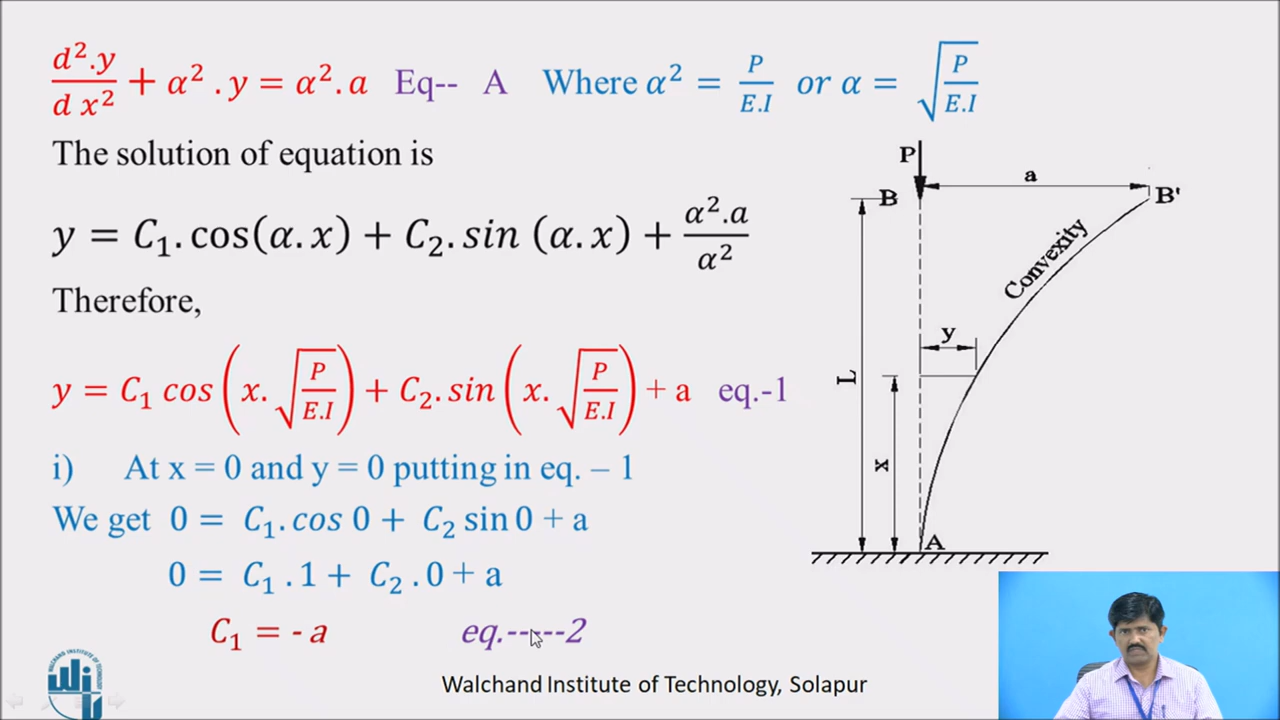 d².y/d x² + α² .y = α².a Eq-- A Where α² = P/E.I or α = √(P/E.I)
The solution of equation is
y = C₁.cos(α.x) + C₂.sin (α.x) + α².a/α²
Therefore,
y = C₁ cos (x.√(P/E.I)) + C₂.sin (x.√(P/E.I)) + a eq.-1
i) At x = 0 and y = 0 putting in eq. – 1
We get 0 = C₁.cos 0 + C₂ sin 0 + a
0 = C₁ .1 + C₂ .0 + a
C₁ = - a eq.-----2
P
a
B
B'
Convexity
y
L
x
A
Walchand Institute of Technology, Solapur